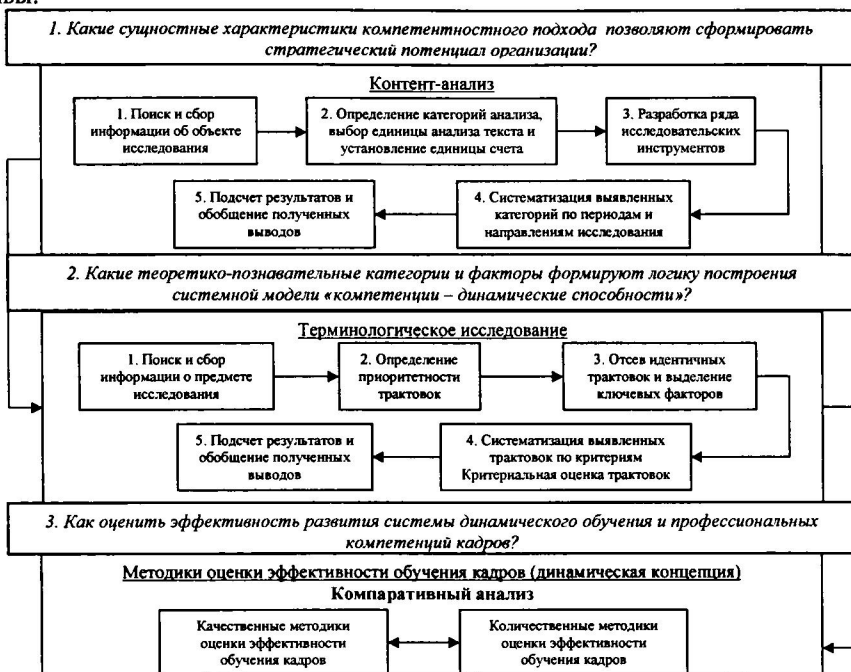 1. Какие сущностные характеристики компетентностного подхода позволяют сформировать
стратегический потенциал организации?
Контент-анализ
1. Поиск и сбор
информации об объекте
исследования
2. Определение категорий анализа,
выбор единицы анализа текста и
установление единицы счета
3. Разработка ряда
исследовательских
инструментов
5. Подсчет результатов и
обобщение полученных
выводов
4. Систематизация выявленных
категорий по периодам и
направлениям исследования
2. Какие теоретико-познавательные категории и факторы формируют логику построения
системной модели «компетенции – динамические способности»?
Терминологическое исследование
1. Поиск и сбор
информации о предмете
исследования
2. Определение
приоритетности
трактовок
3. Отсев идентичных
трактовок и выделение
ключевых факторов
5. Подсчет результатов и
обобщение полученных
выводов
4. Систематизация выявленных
трактовок по критериям
Критериальная оценка трактовок
3. Как оценить эффективность развития системы динамического обучения и профессиональных
компетенций кадров?
Методики оценки эффективности обучения кадров (динамическая концепция)
Компаративный анализ
Качественные методики
оценки эффективности
обучения кадров
Количественные методики
оценки эффективности
обучения кадров